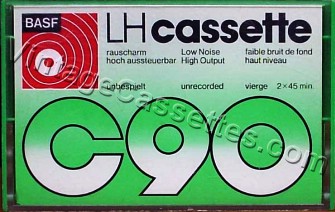 BASF
LH cassette
rauscharm Low Noise faible bruit de fond
hoch aussteuerbar High Output haut niveau
unbespielt unrecorded vierge 2×45 min
C90
vintagecassettes.com